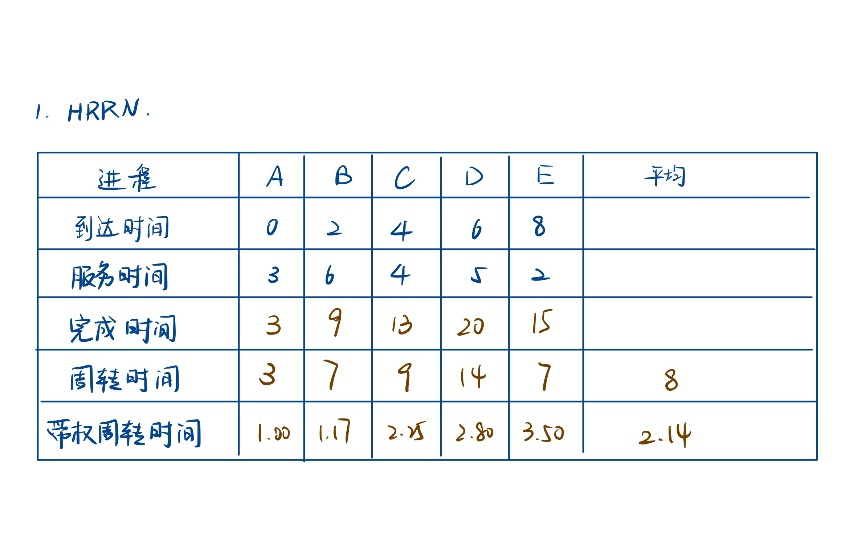 1. HRRN.
进程 A B C D E 平均
到达时间 0 2 4 6 8
服务时间 3 6 4 5 2
完成时间 3 9 13 20 15
周转时间 3 7 9 14 7 8
带权周转时间 1.00 1.17 2.25 2.80 3.50 2.14